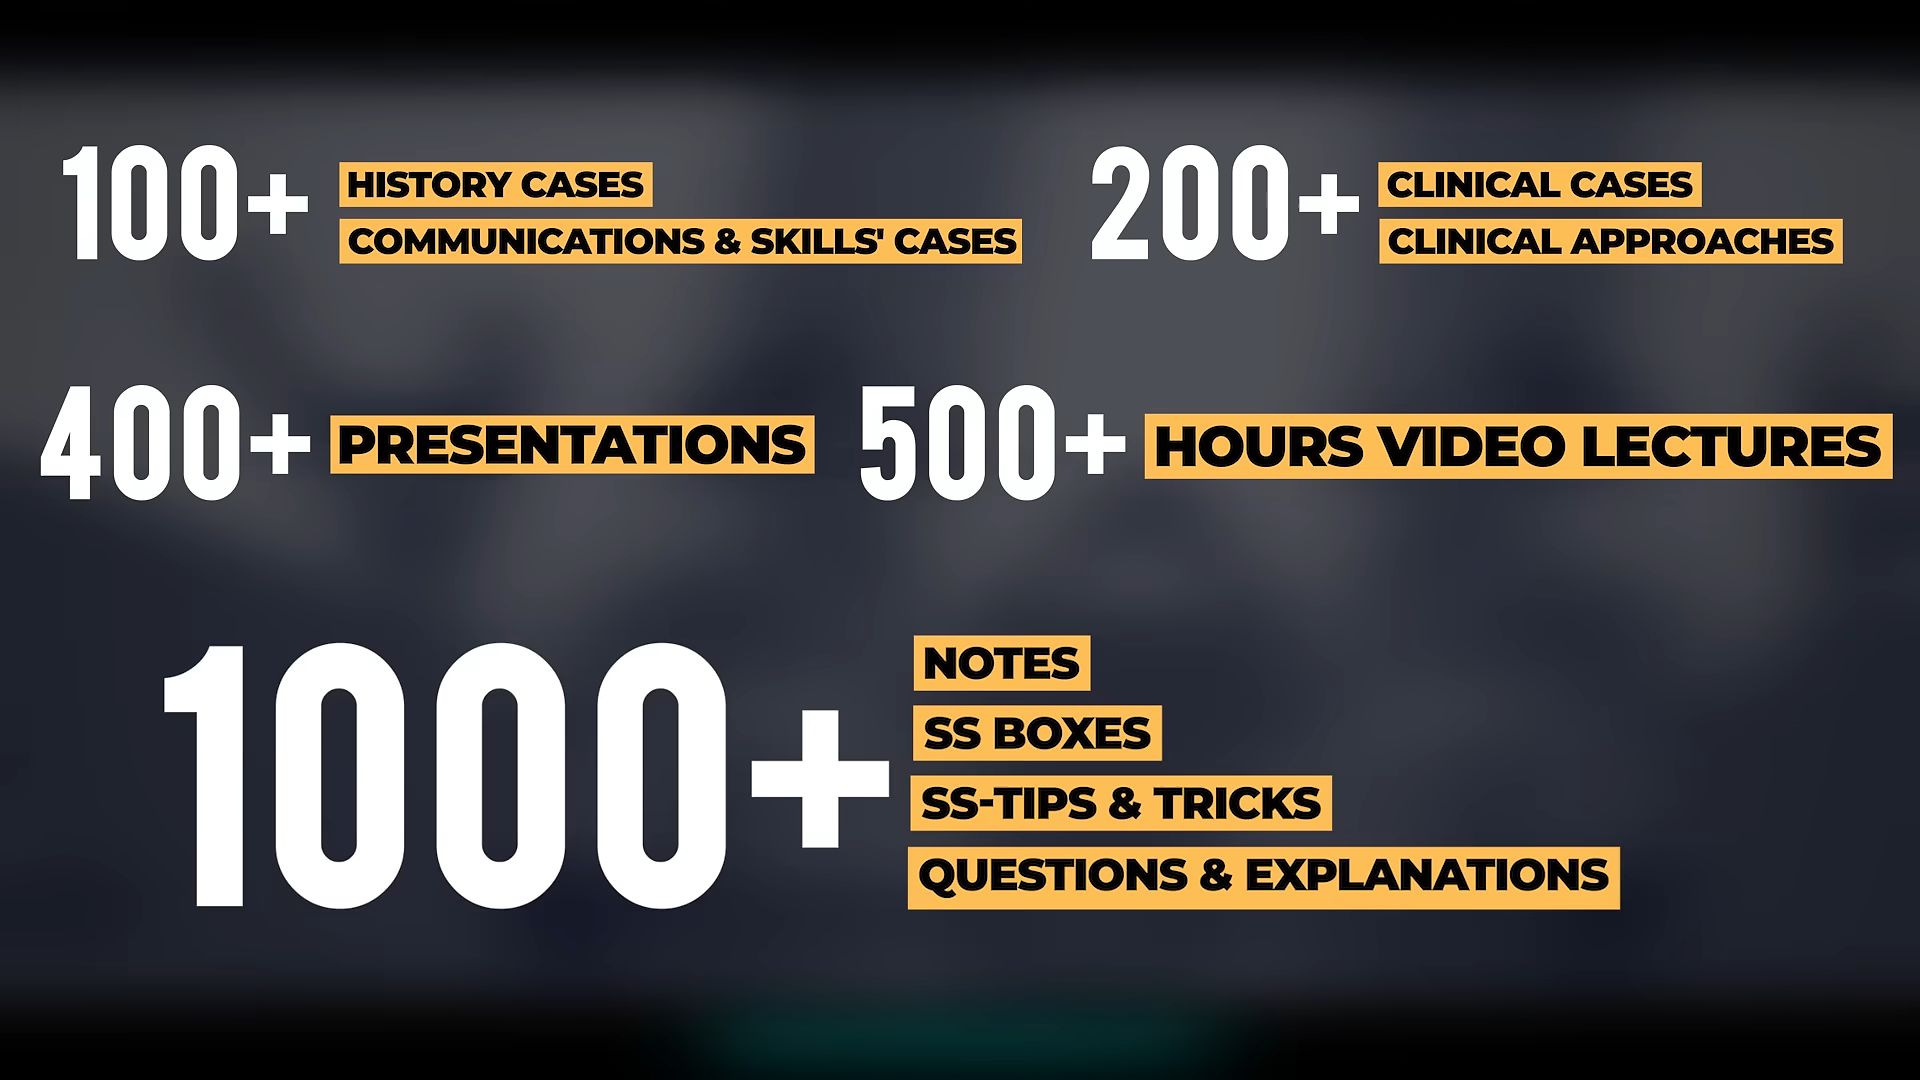 100+ HISTORY CASES
COMMUNICATIONS & SKILLS' CASES
200+ CLINICAL CASES
CLINICAL APPROACHES
400+ PRESENTATIONS
500+ HOURS VIDEO LECTURES
1000+ NOTES
SS BOXES
SS-TIPS & TRICKS
QUESTIONS & EXPLANATIONS